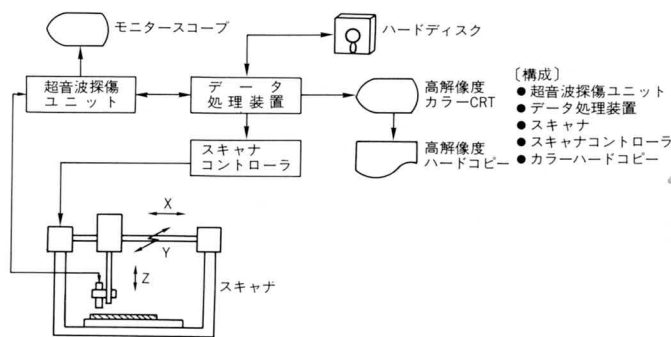 モニタースコープ
ハードディスク
超音波探傷
ユニット
データ
処理装置
高解像度
カラーCRT
スキャナ
コントローラ
高解像度
ハードコピー
〔構成〕
●超音波探傷ユニット
●データ処理装置
●スキャナ
●スキャナコントローラ
●カラーハードコピー
X
Y
Z
スキャナ